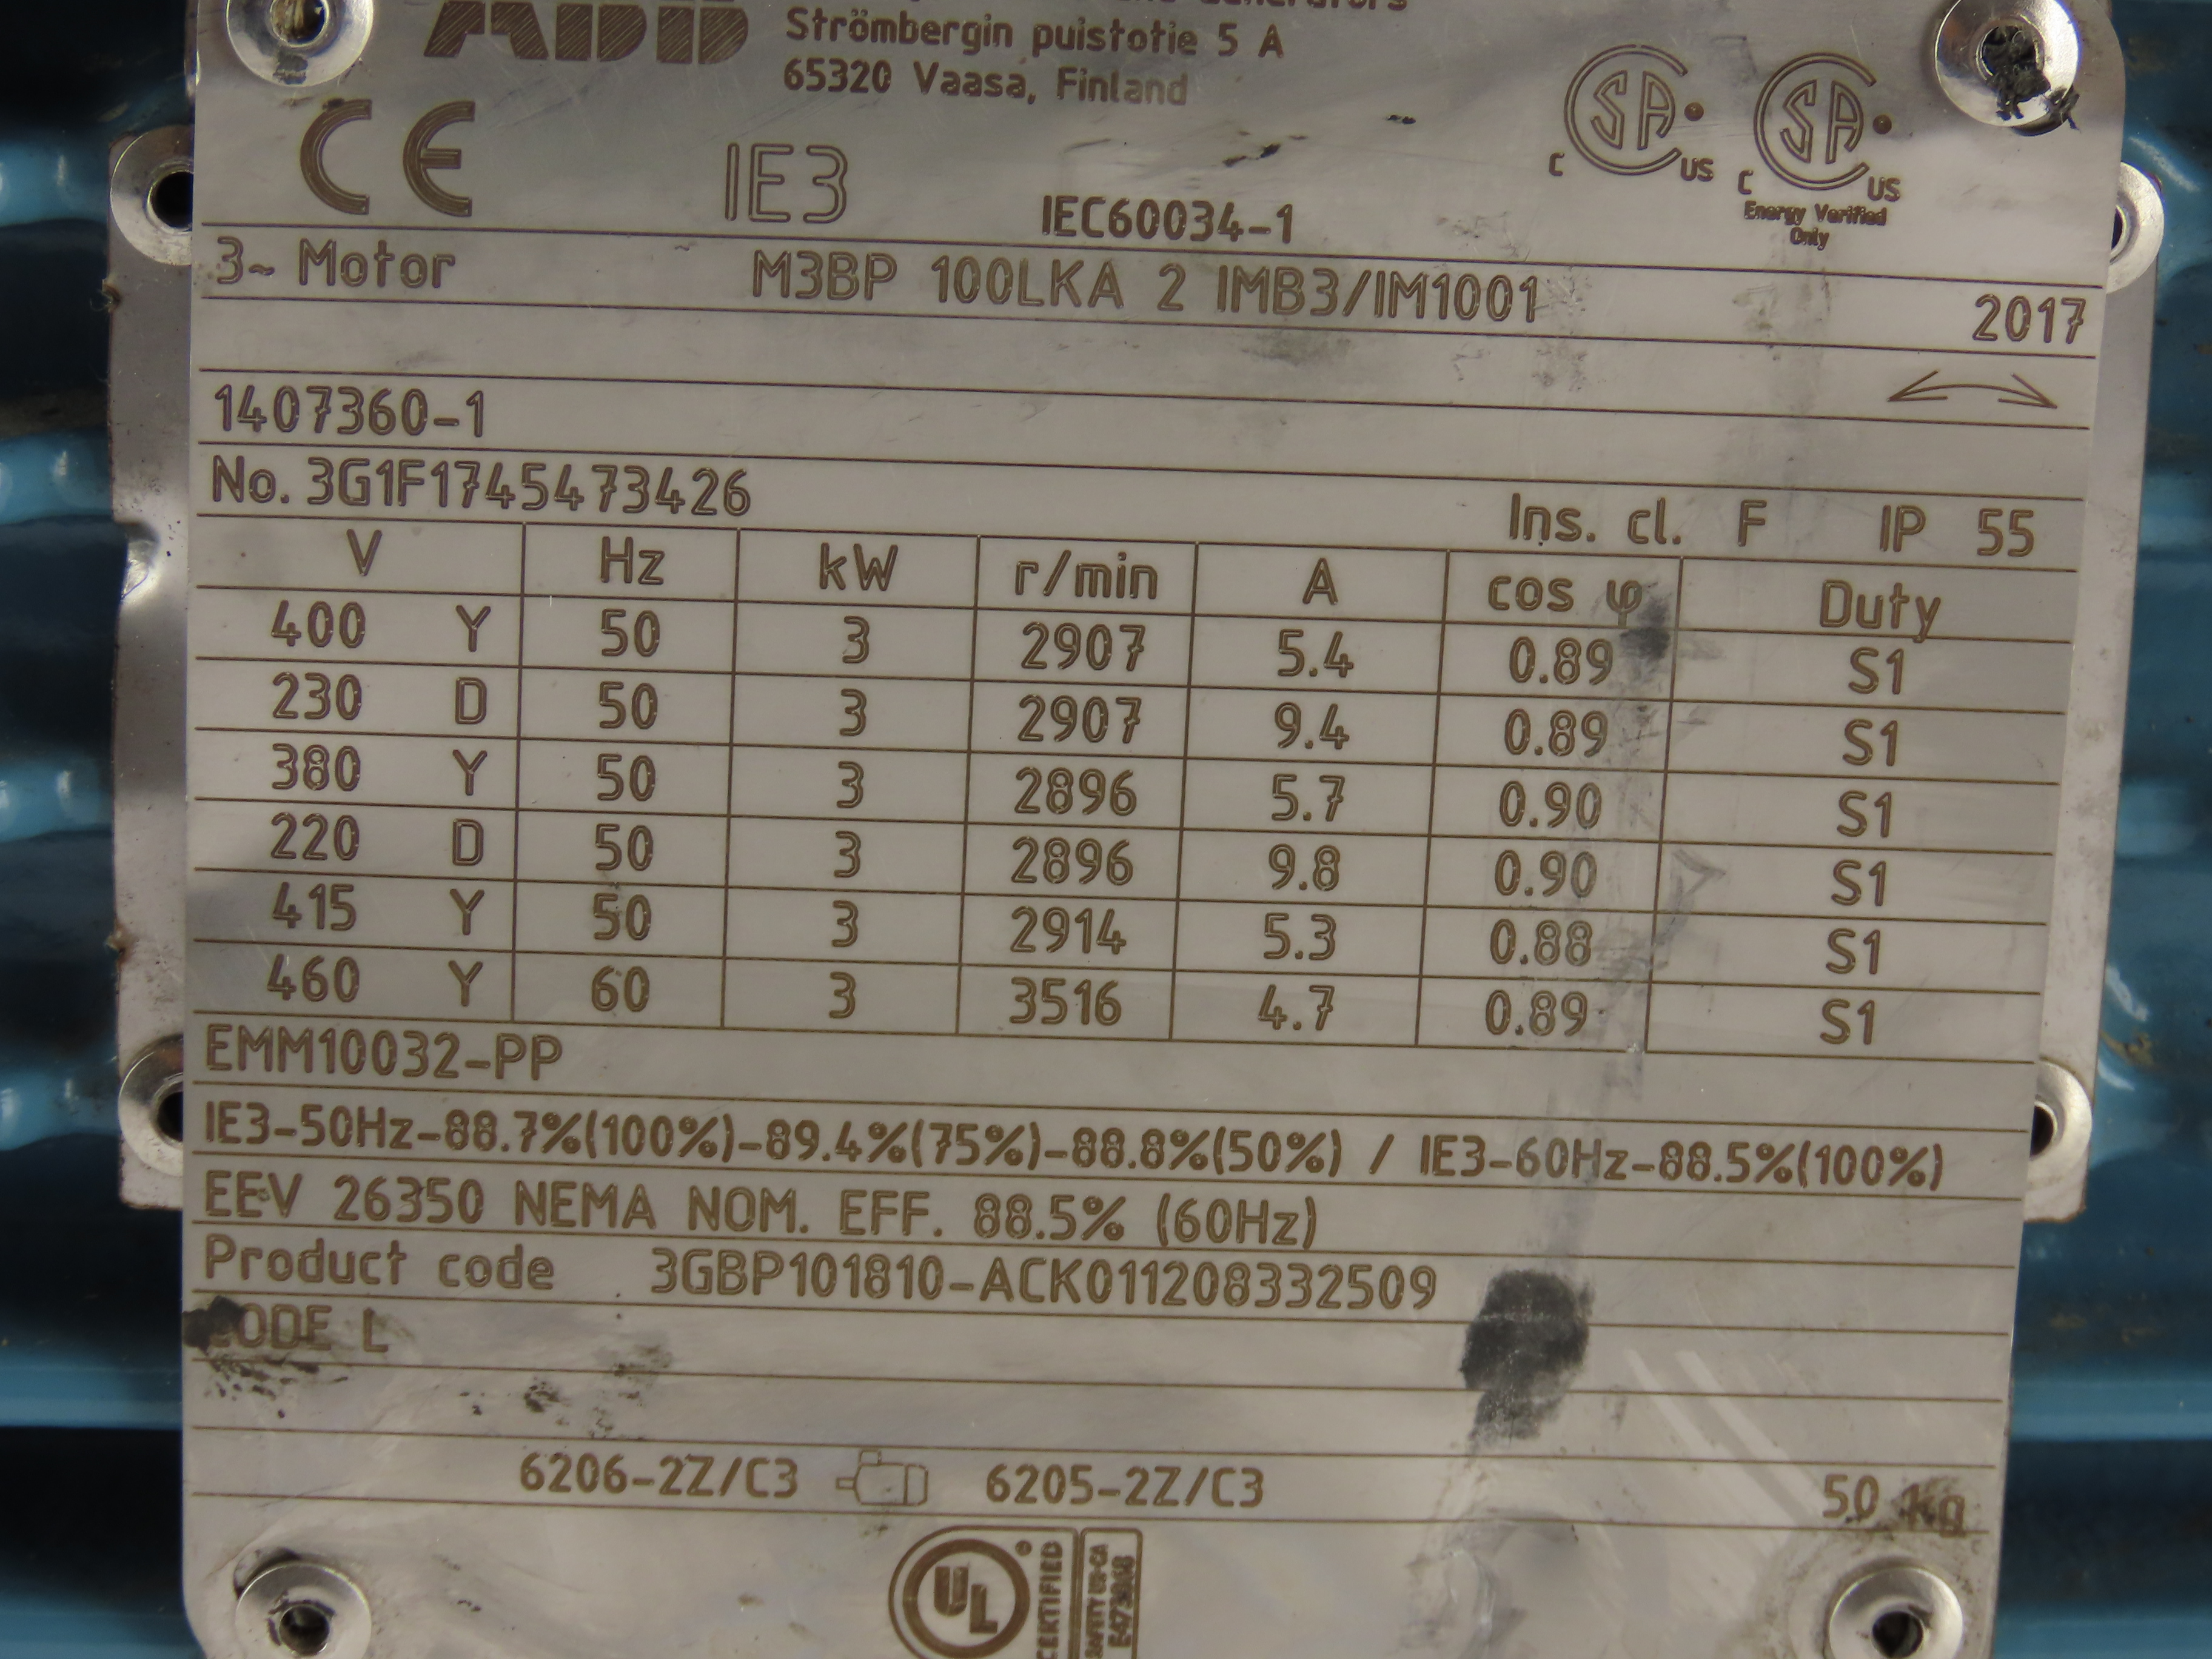 ABB
Strömbergin puistotie 5 A
65320 Vaasa, Finland
CE IE3 IEC60034-1
C SA US C SA US
Energy Verified
Only
3~ Motor M3BP 100LKA 2 IMB3/IM1001 2017
1407360-1
No. 3G1F1745473426 Ins. cl. F IP 55
V Hz kW r/min A cos φ Duty
400 Y 50 3 2907 5.4 0.89 S1
230 D 50 3 2907 9.4 0.89 S1
380 Y 50 3 2896 5.7 0.90 S1
220 D 50 3 2896 9.8 0.90 S1
415 Y 50 3 2914 5.3 0.88 S1
460 Y 60 3 3516 4.7 0.89 S1
EMM10032-PP
IE3-50Hz-88.7%(100%)-89.4%(75%)-88.8%(50%) / IE3-60Hz-88.5%(100%)
EEV 26350 NEMA NOM. EFF. 88.5% (60Hz)
Product code 3GBP101810-ACK011208332509
CODE L
6206-2Z/C3 6205-2Z/C3 50 kg
UL ® CERTIFIED